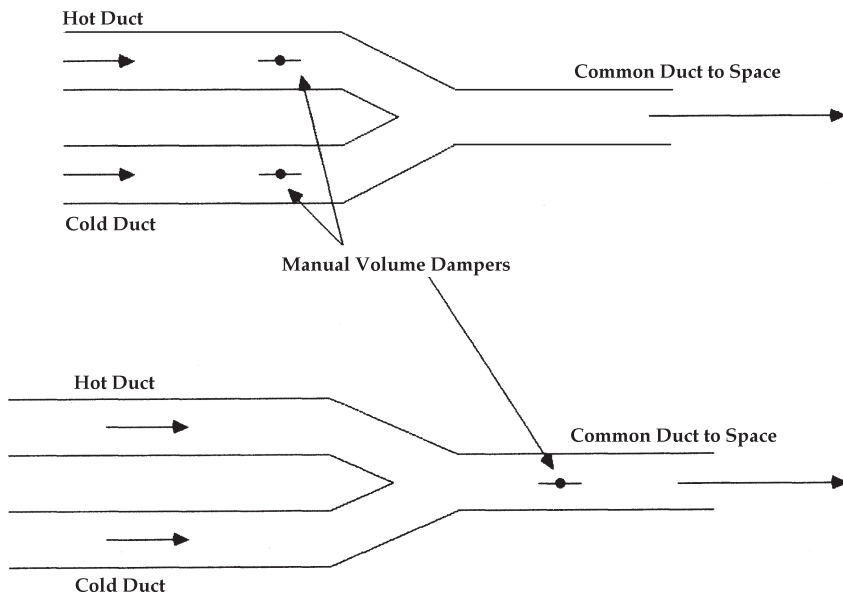 Hot Duct
Common Duct to Space
Cold Duct
Manual Volume Dampers
Hot Duct
Common Duct to Space
Cold Duct